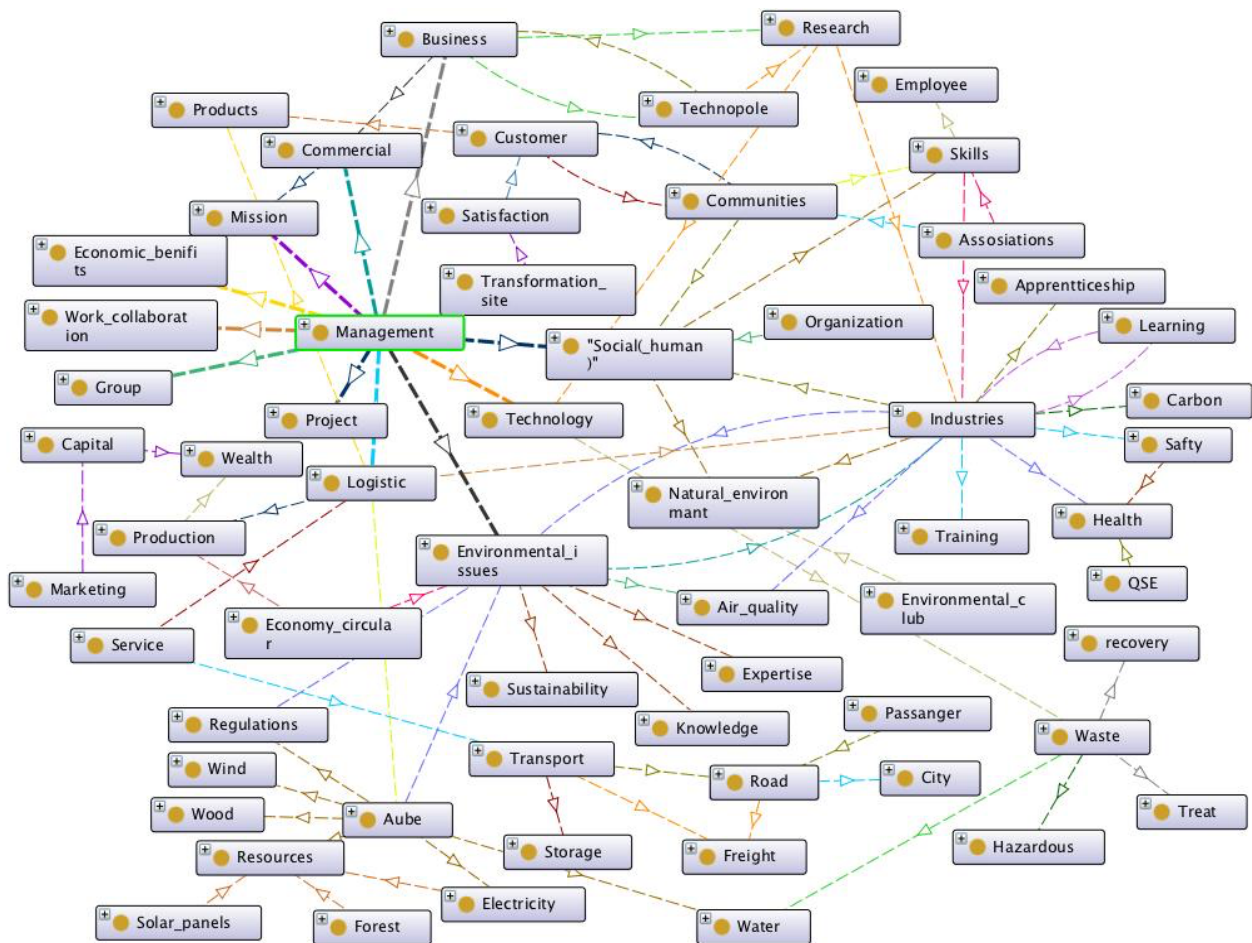 Business
Research
Employee
Products
Technopole
Customer
Commercial
Skills
Communities
Mission
Satisfaction
Assosiations
Economic_benifi
ts
Transformation_
site
Apprentticeship
Work_collaborat
ion
Management
"Social(_human
)"
Organization
Learning
Group
Project
Technology
Industries
Carbon
Capital
Wealth
Logistic
Safty
Natural_environ
mant
Production
Training
Health
Environmental_i
ssues
Marketing
QSE
Air_quality
Environmental_c
lub
Service
Economy_circula
r
recovery
Expertise
Sustainability
Regulations
Knowledge
Passanger
Waste
Wind
Transport
Road
City
Wood
Aube
Treat
Resources
Storage
Freight
Hazardous
Solar_panels
Forest
Electricity
Water